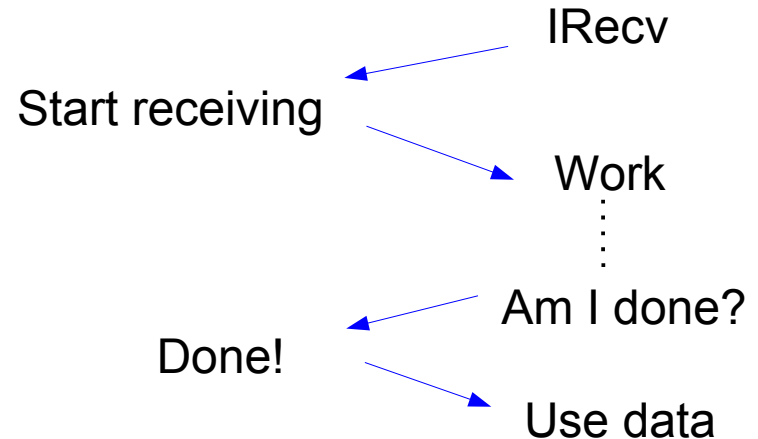 IRecv
Start receiving
Work
Am I done?
Done!
Use data